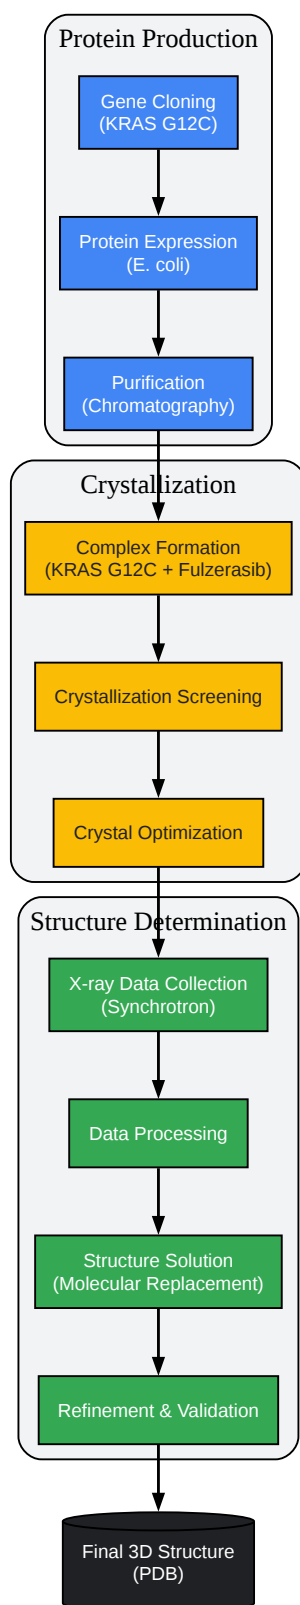 Protein Production
Gene Cloning
(KRAS G12C)
Protein Expression
(E. coli)
Purification
(Chromatography)
Crystallization
Complex Formation
(KRAS G12C + Fulzerasib)
Crystallization Screening
Crystal Optimization
Structure Determination
X-ray Data Collection
(Synchrotron)
Data Processing
Structure Solution
(Molecular Replacement)
Refinement & Validation
Final 3D Structure
(PDB)